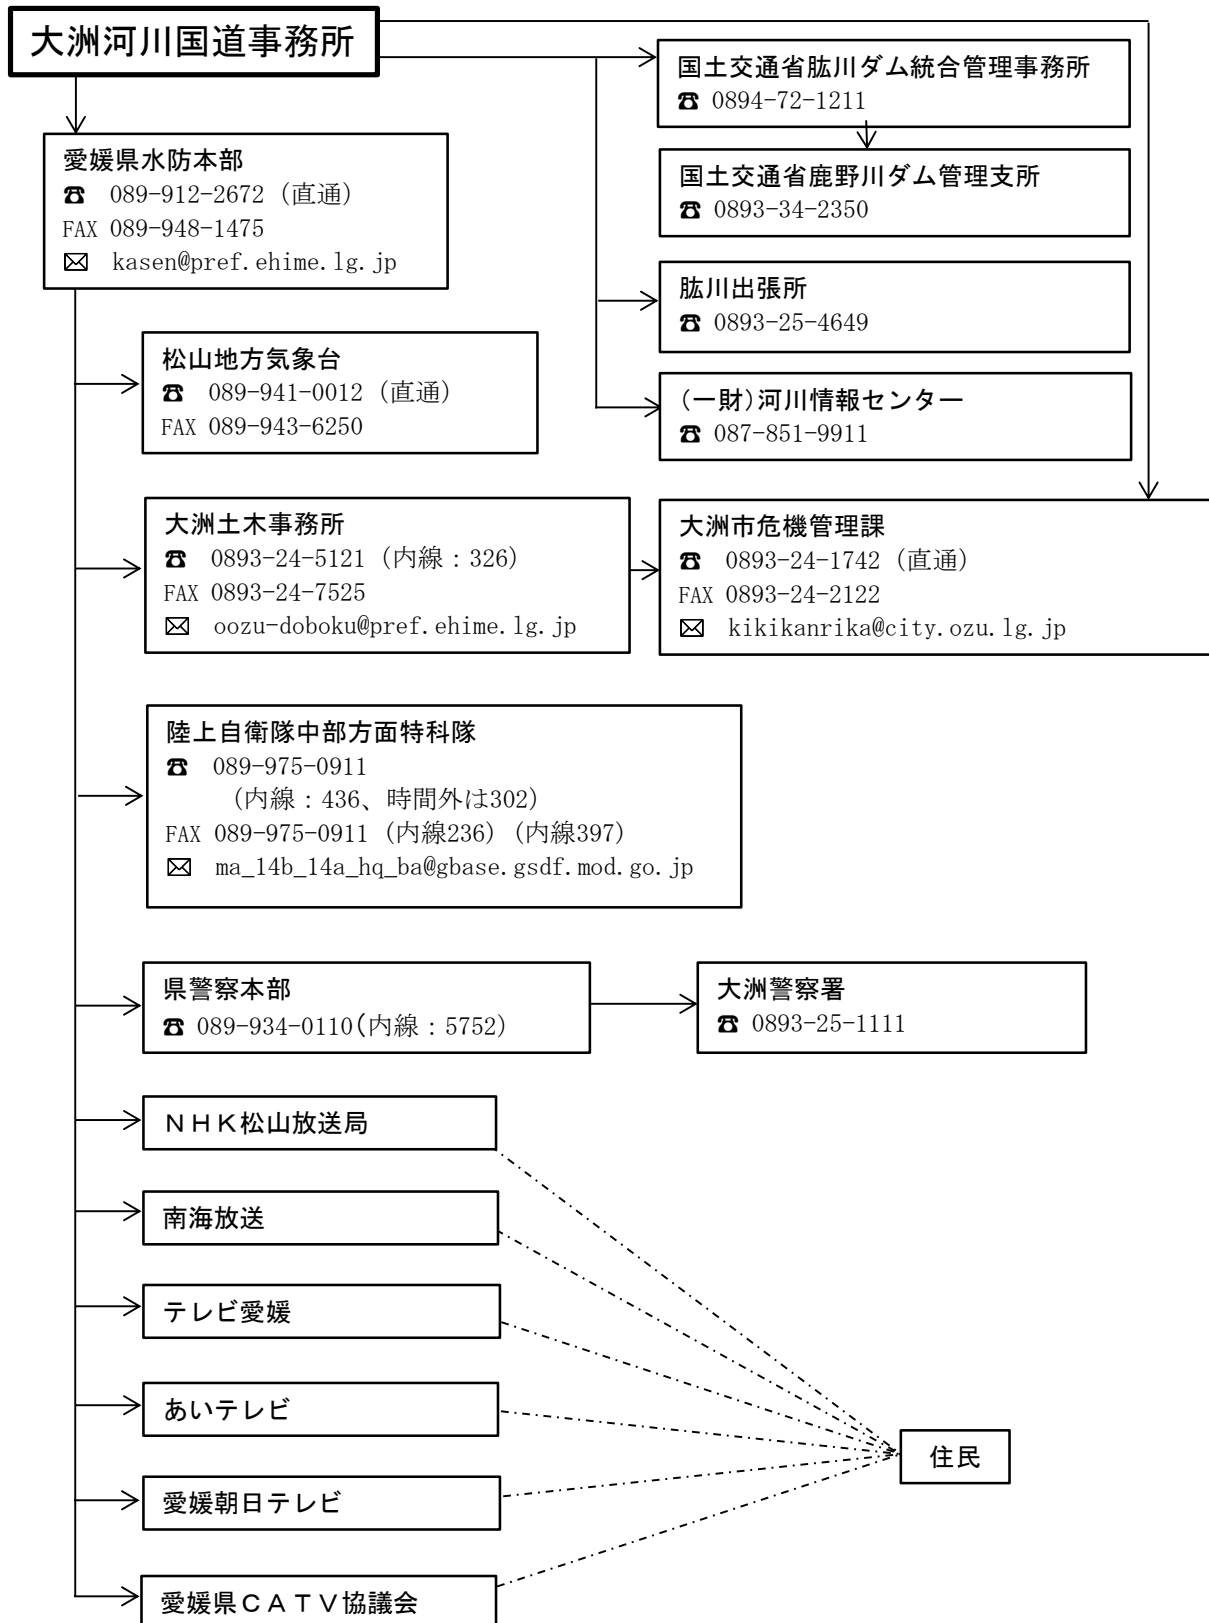 大洲河川国道事務所
国土交通省肱川ダム統合管理事務所
☎ 0894-72-1211
愛媛県水防本部
☎ 089-912-2672（直通）
FAX 089-948-1475
✉ kasen@pref.ehime.lg.jp
国土交通省鹿野川ダム管理支所
☎ 0893-34-2350
肱川出張所
☎ 0893-25-4649
松山地方気象台
☎ 089-941-0012（直通）
FAX 089-943-6250
（一財）河川情報センター
☎ 087-851-9911
大洲土木事務所
☎ 0893-24-5121（内線：326）
FAX 0893-24-7525
✉ oozu-doboku@pref.ehime.lg.jp
大洲市危機管理課
☎ 0893-24-1742（直通）
FAX 0893-24-2122
✉ kikikanrika@city.ozu.lg.jp
陸上自衛隊中部方面特科隊
☎ 089-975-0911
（内線：436、時間外は302）
FAX 089-975-0911（内線236）（内線397）
✉ ma_14b_14a_hq_ba@gbase.gsdf.mod.go.jp
県警察本部
☎ 089-934-0110（内線：5752）
大洲警察署
☎ 0893-25-1111
ＮＨＫ松山放送局
南海放送
テレビ愛媛
あいテレビ
住民
愛媛朝日テレビ
愛媛県ＣＡＴＶ協議会